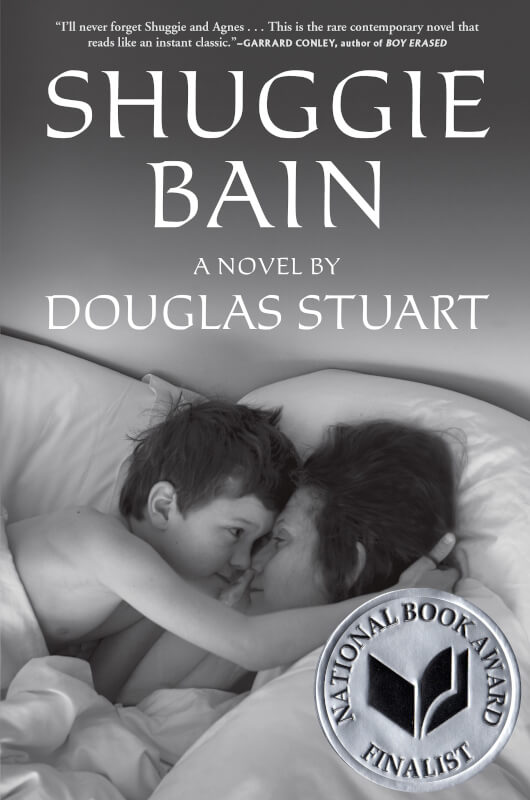 “I’ll never forget Shuggie and Agnes . . . This is the rare contemporary novel that
reads like an instant classic.”–GARRARD CONLEY, author of BOY ERASED
SHUGGIE
BAIN
A NOVEL BY
DOUGLAS STUART
NATIONAL BOOK AWARD
FINALIST